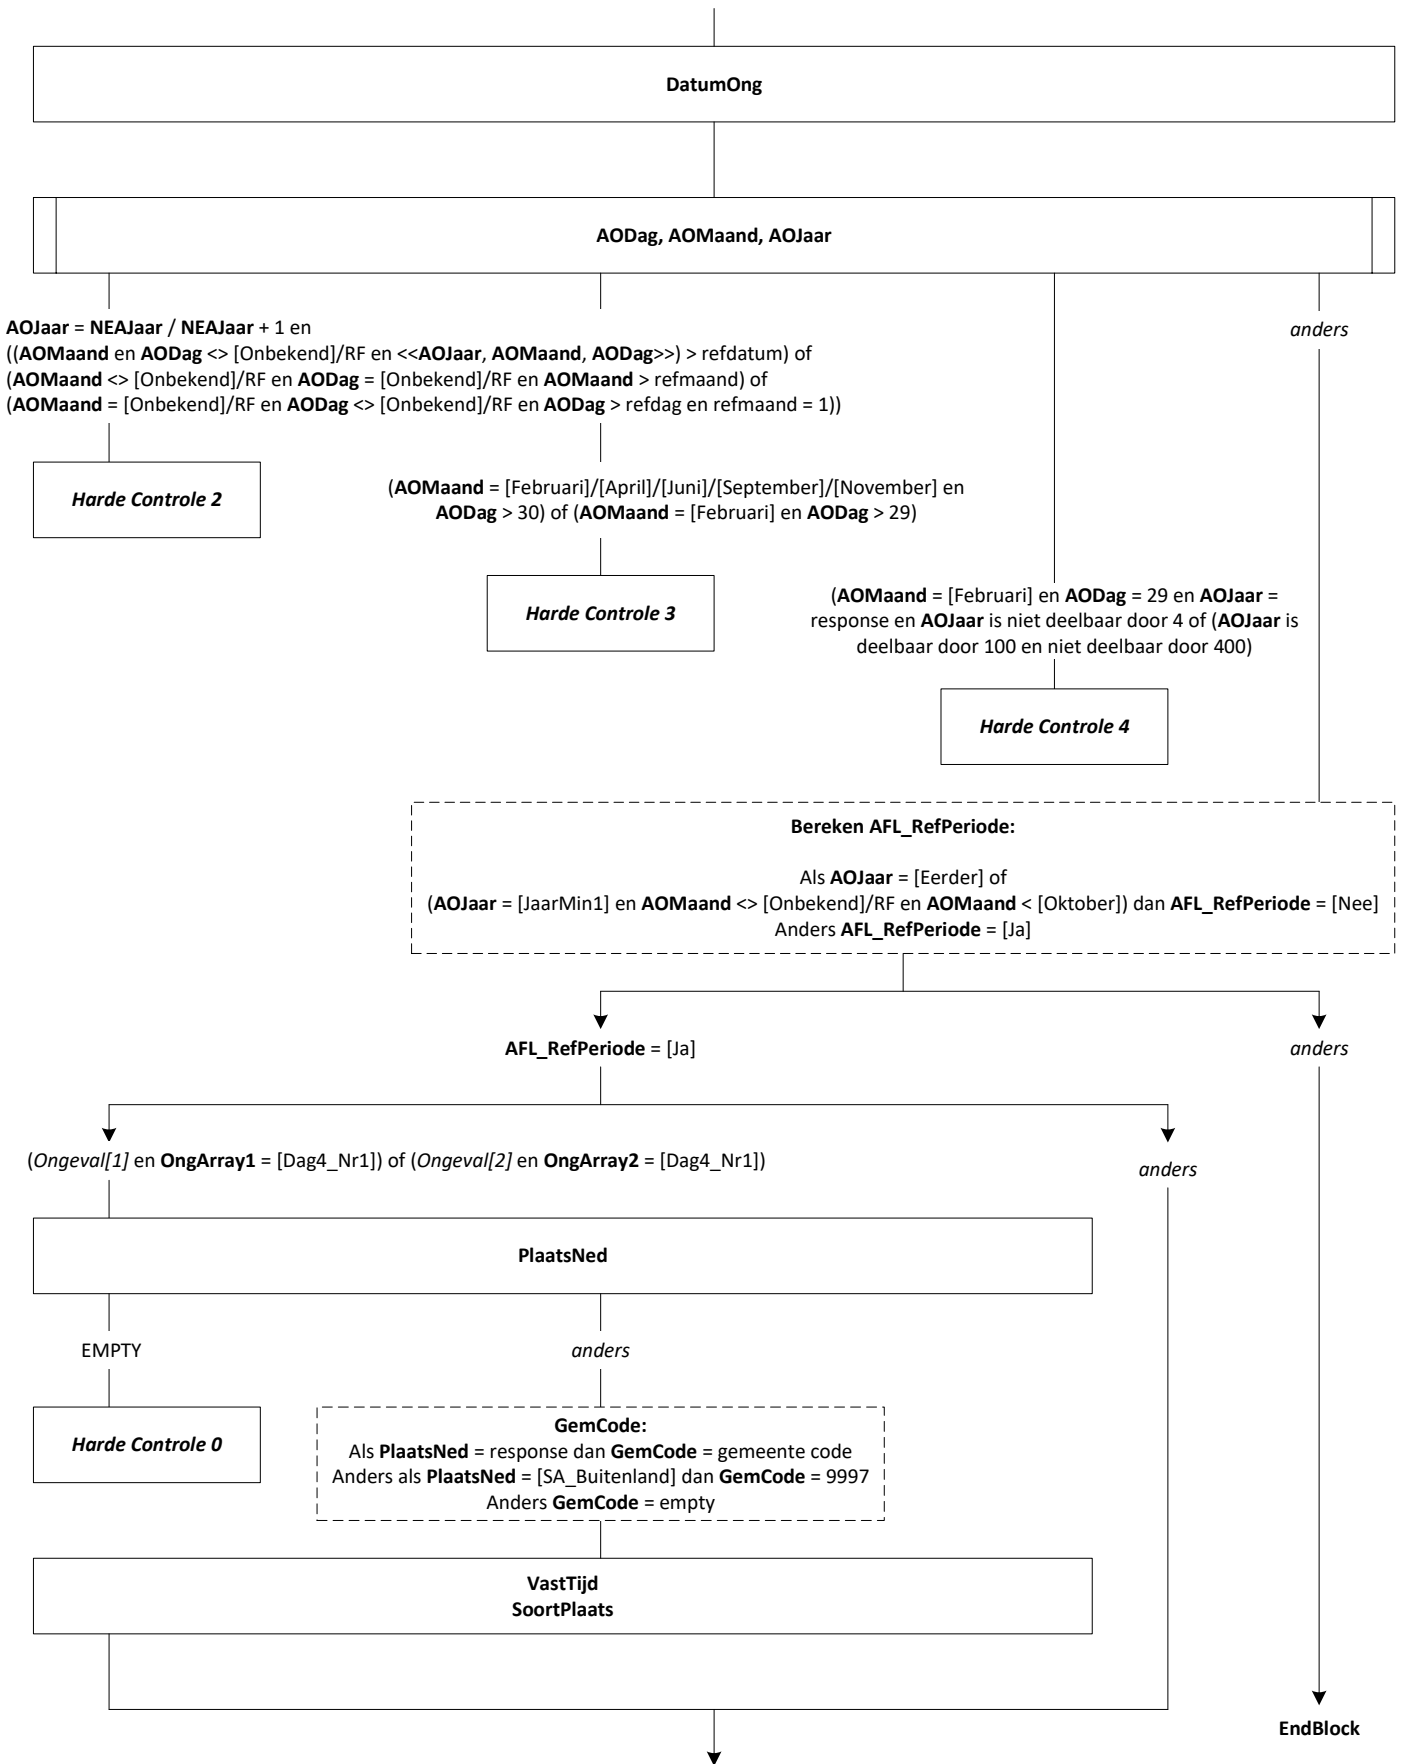 DatumOng
AODag, AOMaand, AOJaar
AOJaar = NEAJaar / NEAJaar + 1 en
((AOMaand en AODag <> [Onbekend]/RF en <<AOJaar, AOMaand, AODag>>) > refdatum) of
(AOMaand <> [Onbekend]/RF en AODag = [Onbekend]/RF en AOMaand > refmaand) of
(AOMaand = [Onbekend]/RF en AODag <> [Onbekend]/RF en AODag > refdag en refmaand = 1))
anders
Harde Controle 2
(AOMaand = [Februari]/[April]/[Juni]/[September]/[November] en
AODag > 30) of (AOMaand = [Februari] en AODag > 29)
Harde Controle 3
(AOMaand = [Februari] en AODag = 29 en AOJaar =
response en AOJaar is niet deelbaar door 4 of (AOJaar is
deelbaar door 100 en niet deelbaar door 400)
Harde Controle 4
Bereken AFL_RefPeriode:
Als AOJaar = [Eerder] of
(AOJaar = [JaarMin1] en AOMaand <> [Onbekend]/RF en AOMaand < [Oktober]) dan AFL_RefPeriode = [Nee]
Anders AFL_RefPeriode = [Ja]
AFL_RefPeriode = [Ja]
anders
(Ongeval[1] en OngArray1 = [Dag4_Nr1]) of (Ongeval[2] en OngArray2 = [Dag4_Nr1])
anders
PlaatsNed
EMPTY
anders
Harde Controle 0
GemCode:
Als PlaatsNed = response dan GemCode = gemeente code
Anders als PlaatsNed = [SA_Buitenland] dan GemCode = 9997
Anders GemCode = empty
VastTijd
SoortPlaats
EndBlock